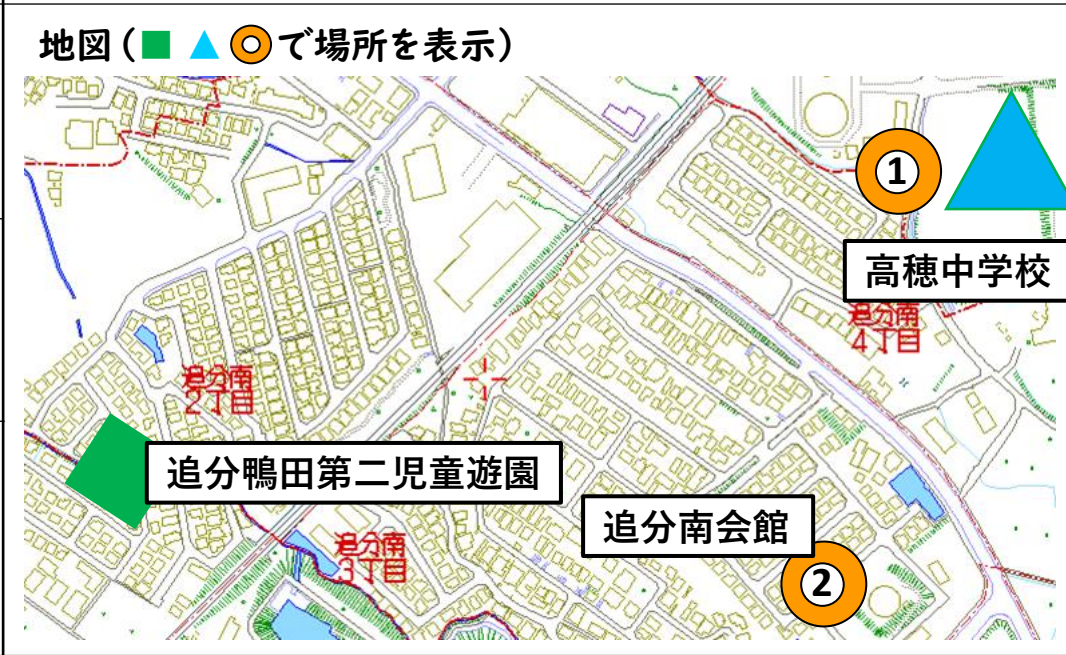 地図(■ ▲ ◎で場所を表示)
①
高穂中学校
追分南
4丁目
追分南
2丁目
追分鴨田第二児童遊園
追分南会館
追分南
3丁目
②